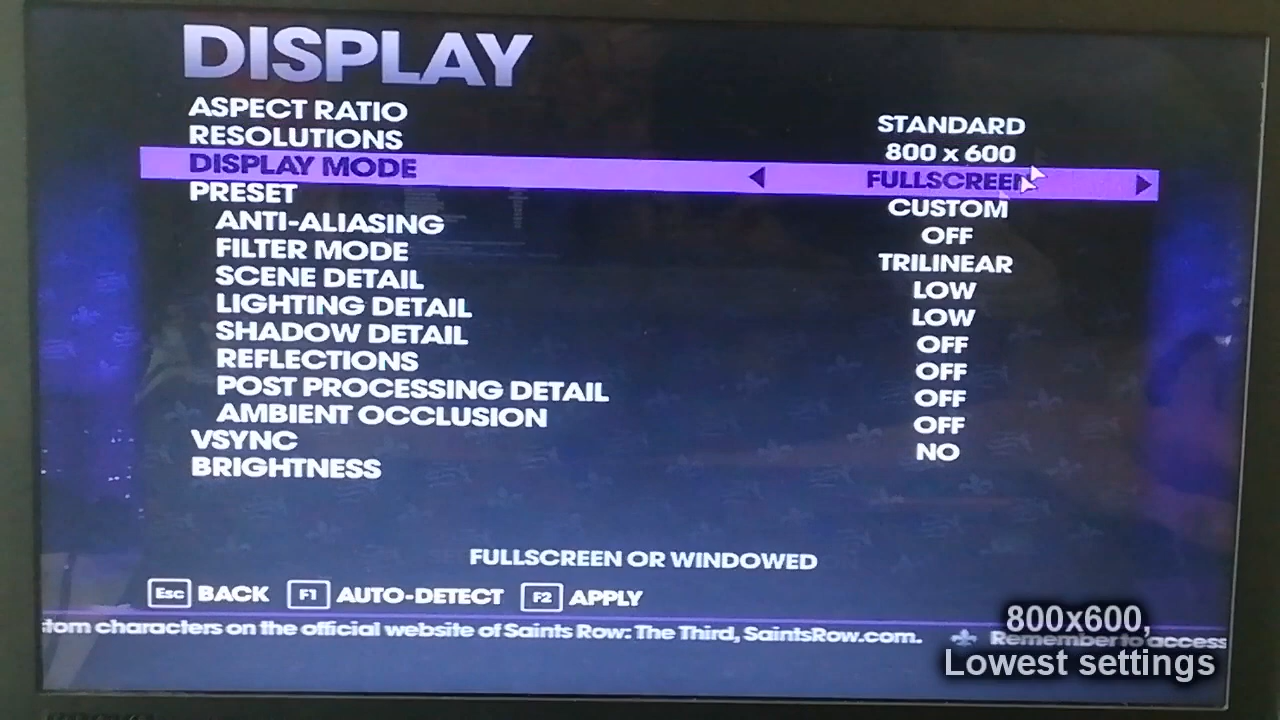 DISPLAY
ASPECT RATIO STANDARD
RESOLUTIONS 800 x 600
DISPLAY MODE FULLSCREEN
PRESET CUSTOM
ANTI-ALIASING OFF
FILTER MODE TRILINEAR
SCENE DETAIL LOW
LIGHTING DETAIL LOW
SHADOW DETAIL OFF
REFLECTIONS OFF
POST PROCESSING DETAIL OFF
AMBIENT OCCLUSION OFF
VSYNC NO
BRIGHTNESS
FULLSCREEN OR WINDOWED
Esc BACK F1 AUTO-DETECT F2 APPLY
tom characters on the official website of Saints Row: The Third, SaintsRow.com. Remember to access
800x600,
Lowest settings